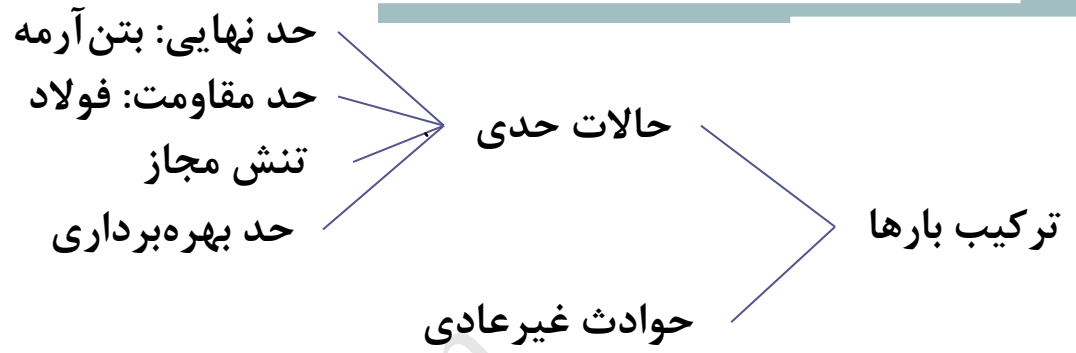 حد نهایی: بتن‌آرمه
حد مقاومت: فولاد
حالات حدی
تنش مجاز
ترکیب بارها
حد بهره‌برداری
حوادث غیرعادی